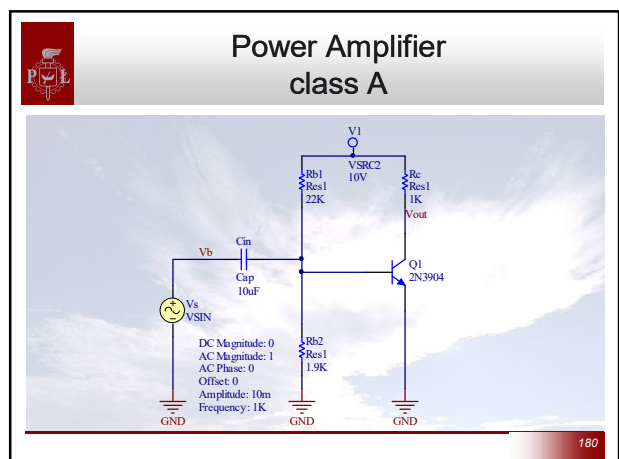 Power Amplifier
class A
P Ł
V1
VSRC2
10V
Rb1
Res1
22K
Rc
Res1
1K
Vout
Vb
Cin
Cap
10uF
Q1
2N3904
Vs
VSIN
Rb2
Res1
1.9K
DC Magnitude: 0
AC Magnitude: 1
AC Phase: 0
Offset: 0
Amplitude: 10m
Frequency: 1K
GND
GND
GND
180